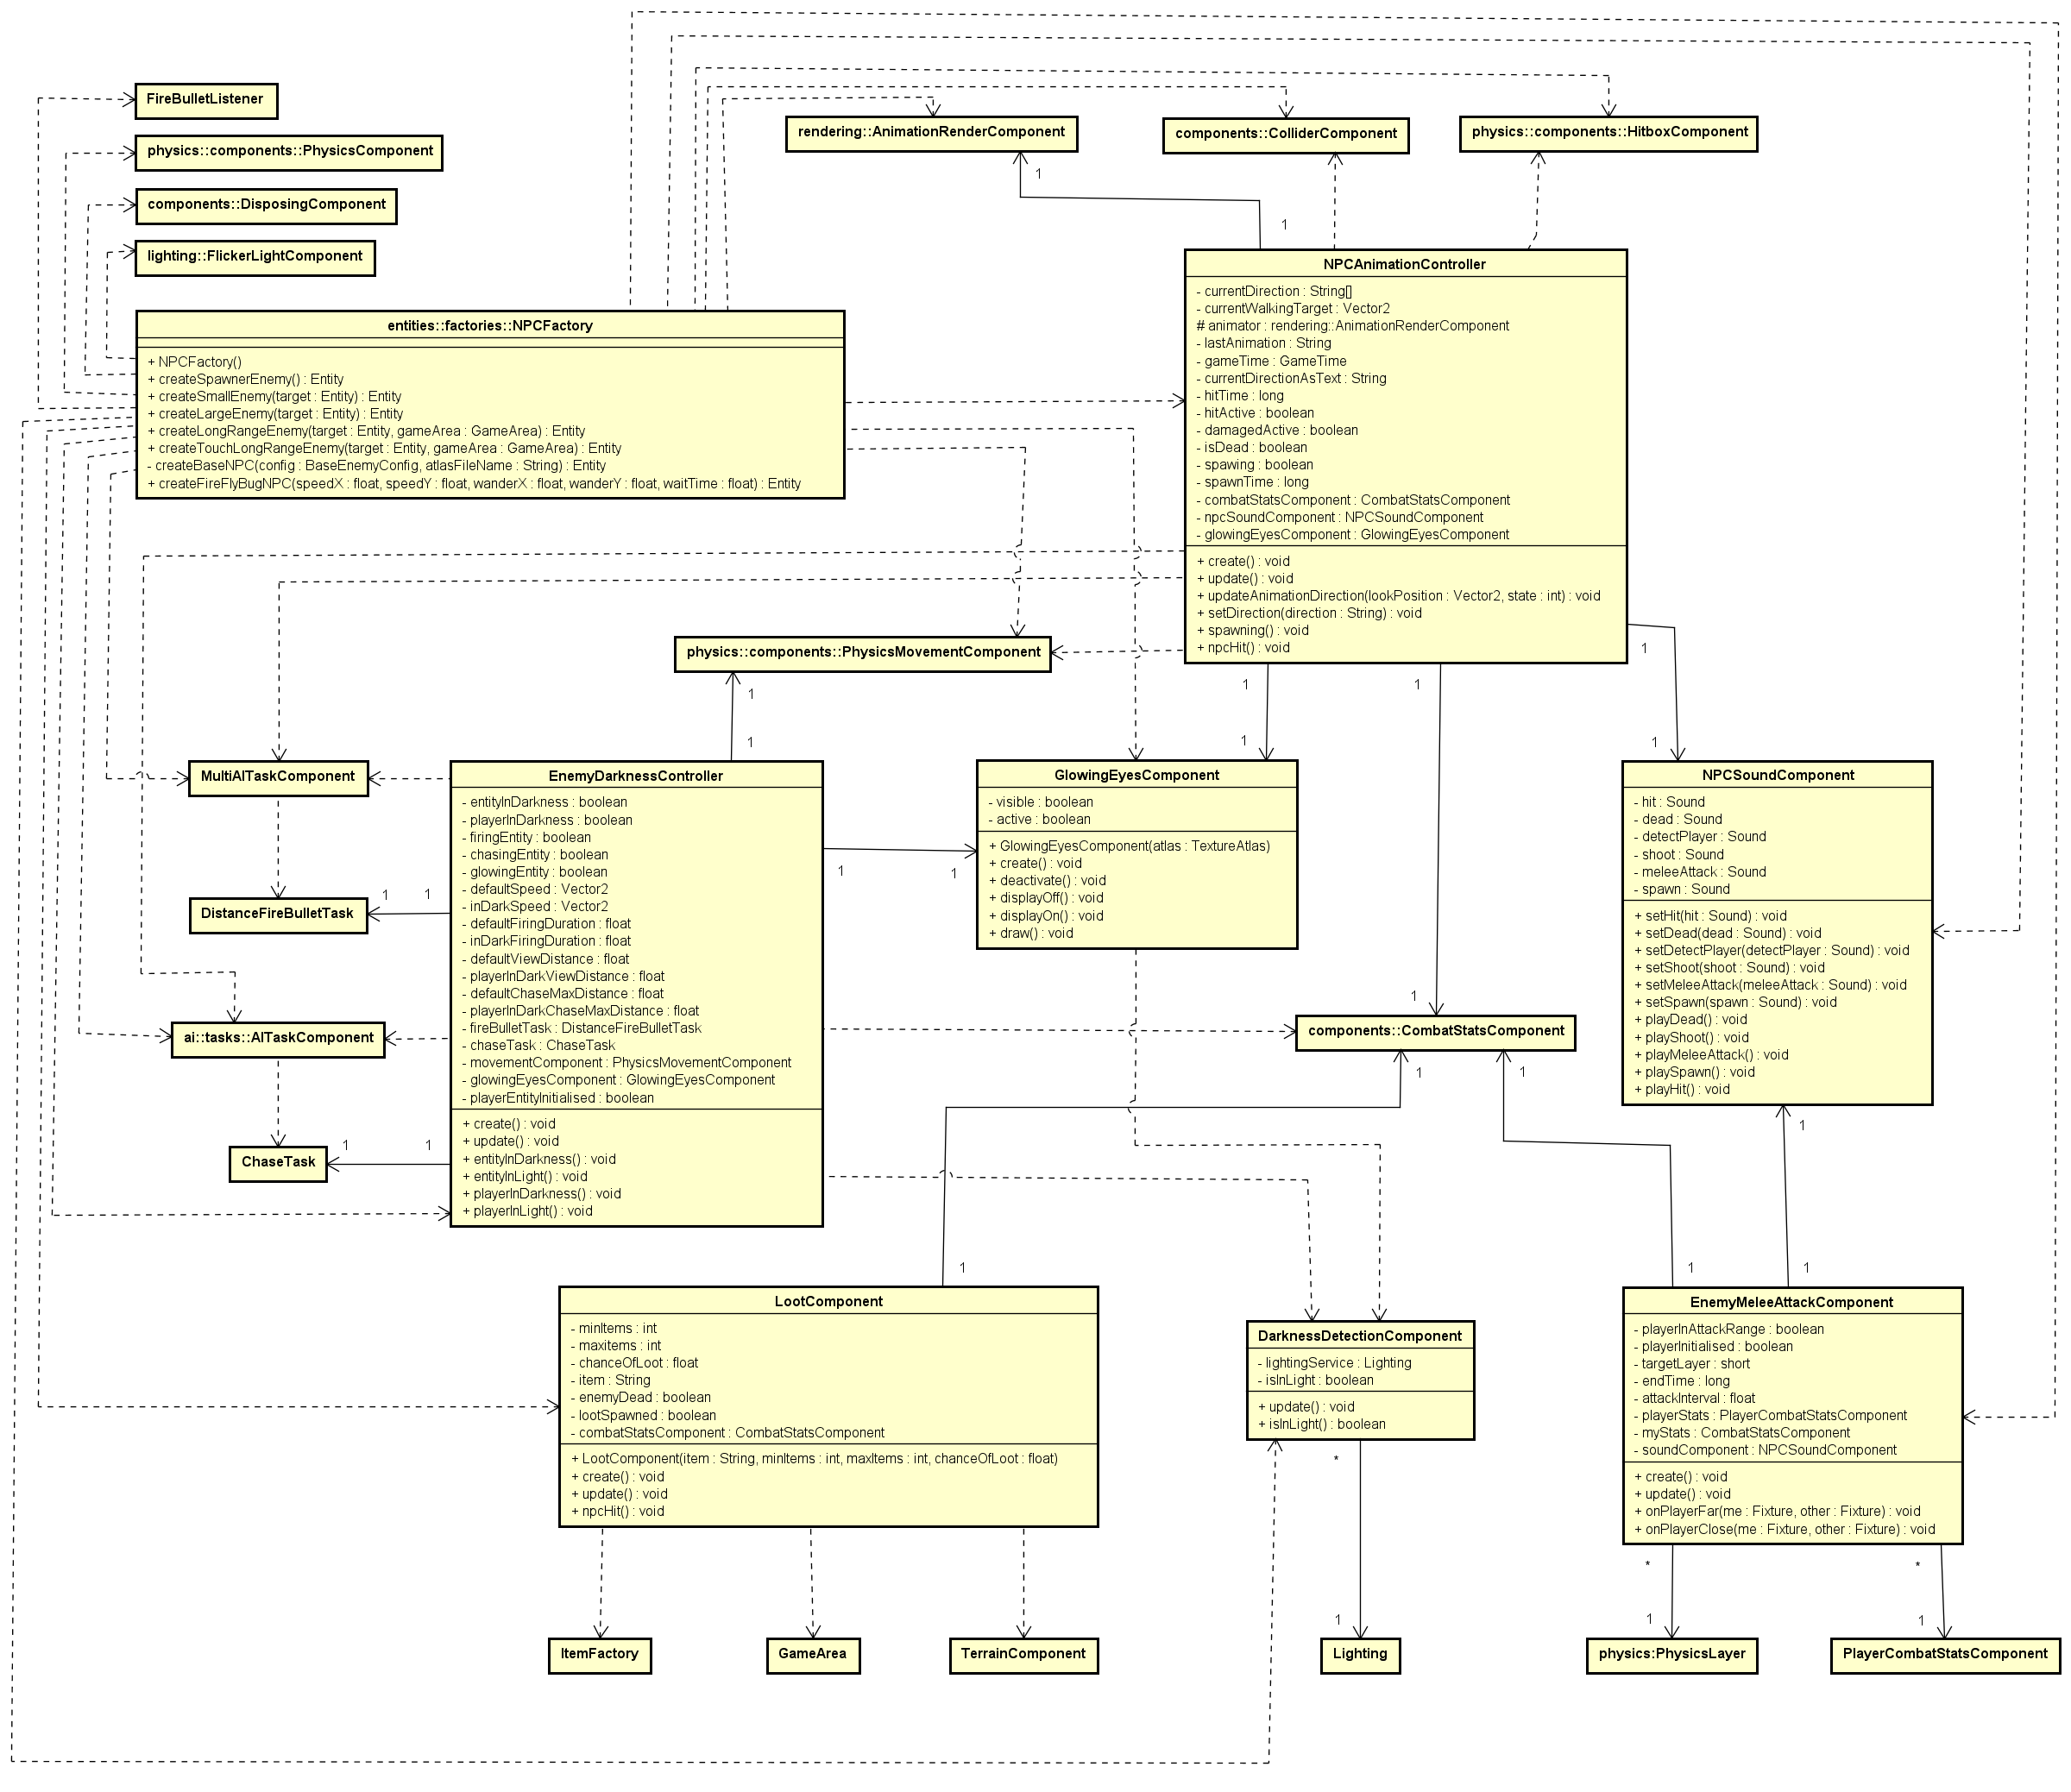 FireBulletListener
physics::components::PhysicsComponent
components::DisposingComponent
lighting::FlickerLightComponent
rendering::AnimationRenderComponent
components::ColliderComponent
physics::components::HitboxComponent
1
1
entities::factories::NPCFactory
+ NPCFactory()
+ createSpawnerEnemy() : Entity
+ createSmallEnemy(target : Entity) : Entity
+ createLargeEnemy(target : Entity) : Entity
+ createLongRangeEnemy(target : Entity, gameArea : GameArea) : Entity
+ createTouchLongRangeEnemy(target : Entity, gameArea : GameArea) : Entity
- createBaseNPC(config : BaseEnemyConfig, atlasFileName : String) : Entity
+ createFireFlyBugNPC(speedX : float, speedY : float, wanderX : float, wanderY : float, waitTime : float) : Entity
NPCAnimationController
- currentDirection : String[]
- currentWalkingTarget : Vector2
# animator : rendering::AnimationRenderComponent
- lastAnimation : String
- gameTime : GameTime
- currentDirectionAsText : String
- hitTime : long
- hitActive : boolean
- damagedActive : boolean
- isDead : boolean
- spawing : boolean
- spawnTime : long
- combatStatsComponent : CombatStatsComponent
- npcSoundComponent : NPCSoundComponent
- glowingEyesComponent : GlowingEyesComponent
+ create() : void
+ update() : void
+ updateAnimationDirection(lookPosition : Vector2, state : int) : void
+ setDirection(direction : String) : void
+ spawning() : void
+ npcHit() : void
physics::components::PhysicsMovementComponent
1
1
1
1
1
1
1
MultiAITaskComponent
DistanceFireBulletTask
1
1
ai::tasks::AITaskComponent
ChaseTask
1
1
EnemyDarknessController
- entityInDarkness : boolean
- playerInDarkness : boolean
- firingEntity : boolean
- chasingEntity : boolean
- glowingEntity : boolean
- defaultSpeed : Vector2
- inDarkSpeed : Vector2
- defaultFiringDuration : float
- inDarkFiringDuration : float
- defaultViewDistance : float
- playerInDarkViewDistance : float
- defaultChaseMaxDistance : float
- playerInDarkChaseMaxDistance : float
- fireBulletTask : DistanceFireBulletTask
- chaseTask : ChaseTask
- movementComponent : PhysicsMovementComponent
- glowingEyesComponent : GlowingEyesComponent
- playerEntityInitialised : boolean
+ create() : void
+ update() : void
+ entityInDarkness() : void
+ entityInLight() : void
+ playerInDarkness() : void
+ playerInLight() : void
1
1
GlowingEyesComponent
- visible : boolean
- active : boolean
+ GlowingEyesComponent(atlas : TextureAtlas)
+ create() : void
+ deactivate() : void
+ displayOff() : void
+ displayOn() : void
+ draw() : void
NPCSoundComponent
- hit : Sound
- dead : Sound
- detectPlayer : Sound
- shoot : Sound
- meleeAttack : Sound
- spawn : Sound
+ setHit(hit : Sound) : void
+ setDead(dead : Sound) : void
+ setDetectPlayer(detectPlayer : Sound) : void
+ setShoot(shoot : Sound) : void
+ setMeleeAttack(meleeAttack : Sound) : void
+ setSpawn(spawn : Sound) : void
+ playDead() : void
+ playShoot() : void
+ playMeleeAttack() : void
+ playSpawn() : void
+ playHit() : void
1
components::CombatStatsComponent
1
1
1
1
1
1
LootComponent
- minItems : int
- maxitems : int
- chanceOfLoot : float
- item : String
- enemyDead : boolean
- lootSpawned : boolean
- combatStatsComponent : CombatStatsComponent
+ LootComponent(item : String, minItems : int, maxItems : int, chanceOfLoot : float)
+ create() : void
+ update() : void
+ npcHit() : void
DarknessDetectionComponent
- lightingService : Lighting
- isInLight : boolean
+ update() : void
+ isInLight() : boolean
EnemyMeleeAttackComponent
- playerInAttackRange : boolean
- playerInitialised : boolean
- targetLayer : short
- endTime : long
- attackInterval : float
- playerStats : PlayerCombatStatsComponent
- myStats : CombatStatsComponent
- soundComponent : NPCSoundComponent
+ create() : void
+ update() : void
+ onPlayerFar(me : Fixture, other : Fixture) : void
+ onPlayerClose(me : Fixture, other : Fixture) : void
*
*
*
1
1
1
ItemFactory
GameArea
TerrainComponent
Lighting
physics:PhysicsLayer
PlayerCombatStatsComponent